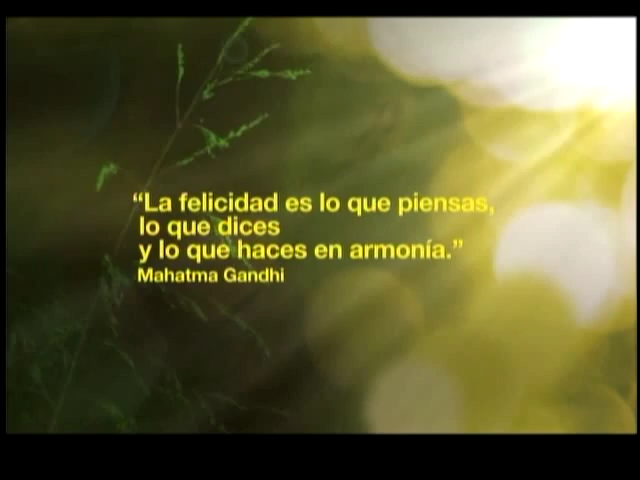 “La felicidad es lo que piensas,
lo que dices
y lo que haces en armonía.”
Mahatma Gandhi